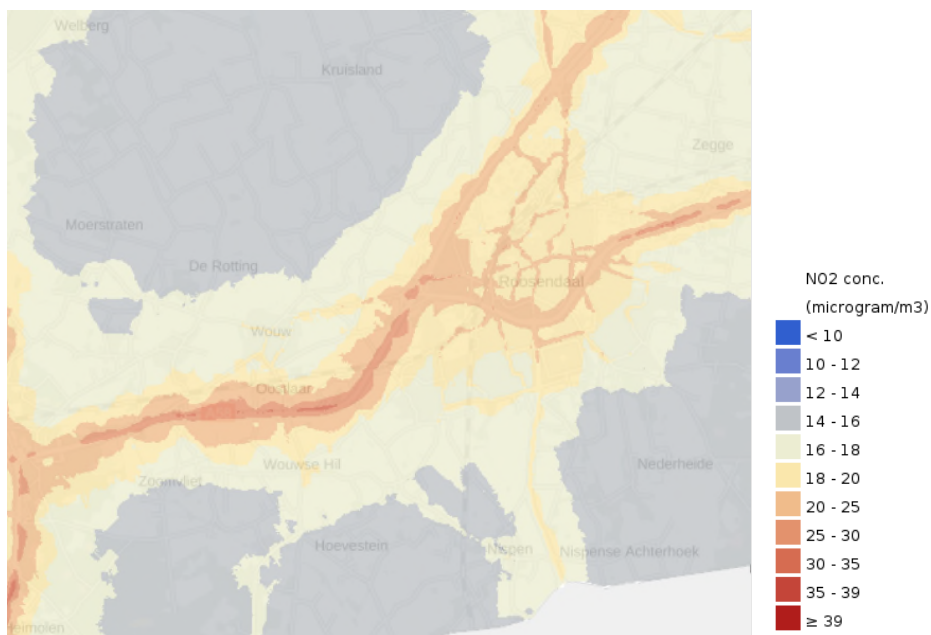 Welberg
Kruisland
Zegge
Moerstraten
De Rotting
Roosendaal
Wouw
Oostlaar
Wouwse Hil
Nederheide
Zoomvliet
Hoevestein
Nispen
Nispense Achterhoek
Heimolen
NO2 conc.
(microgram/m3)
< 10
10 - 12
12 - 14
14 - 16
16 - 18
18 - 20
20 - 25
25 - 30
30 - 35
35 - 39
≥ 39